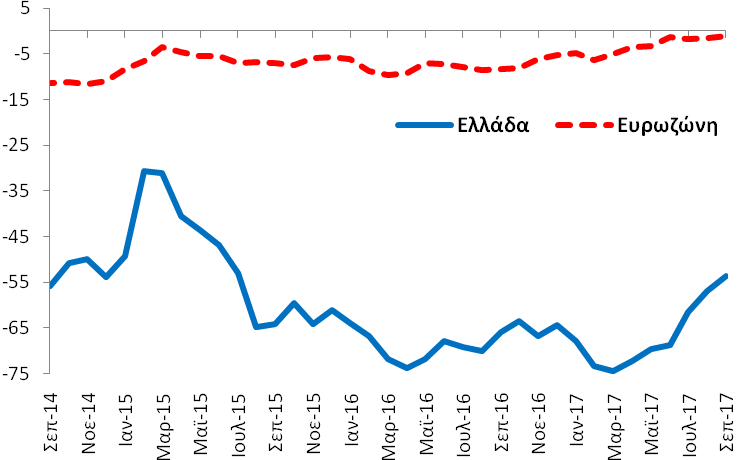 5
-5
-15
-25
-35
-45
-55
-65
-75
Ελλάδα
Ευρωζώνη
Σεπ-14
Νοε-14
Ιαν-15
Μαρ-15
Μαϊ-15
Ιουλ-15
Σεπ-15
Νοε-15
Ιαν-16
Μαρ-16
Μαϊ-16
Ιουλ-16
Σεπ-16
Νοε-16
Ιαν-17
Μαρ-17
Μαϊ-17
Ιουλ-17
Σεπ-17